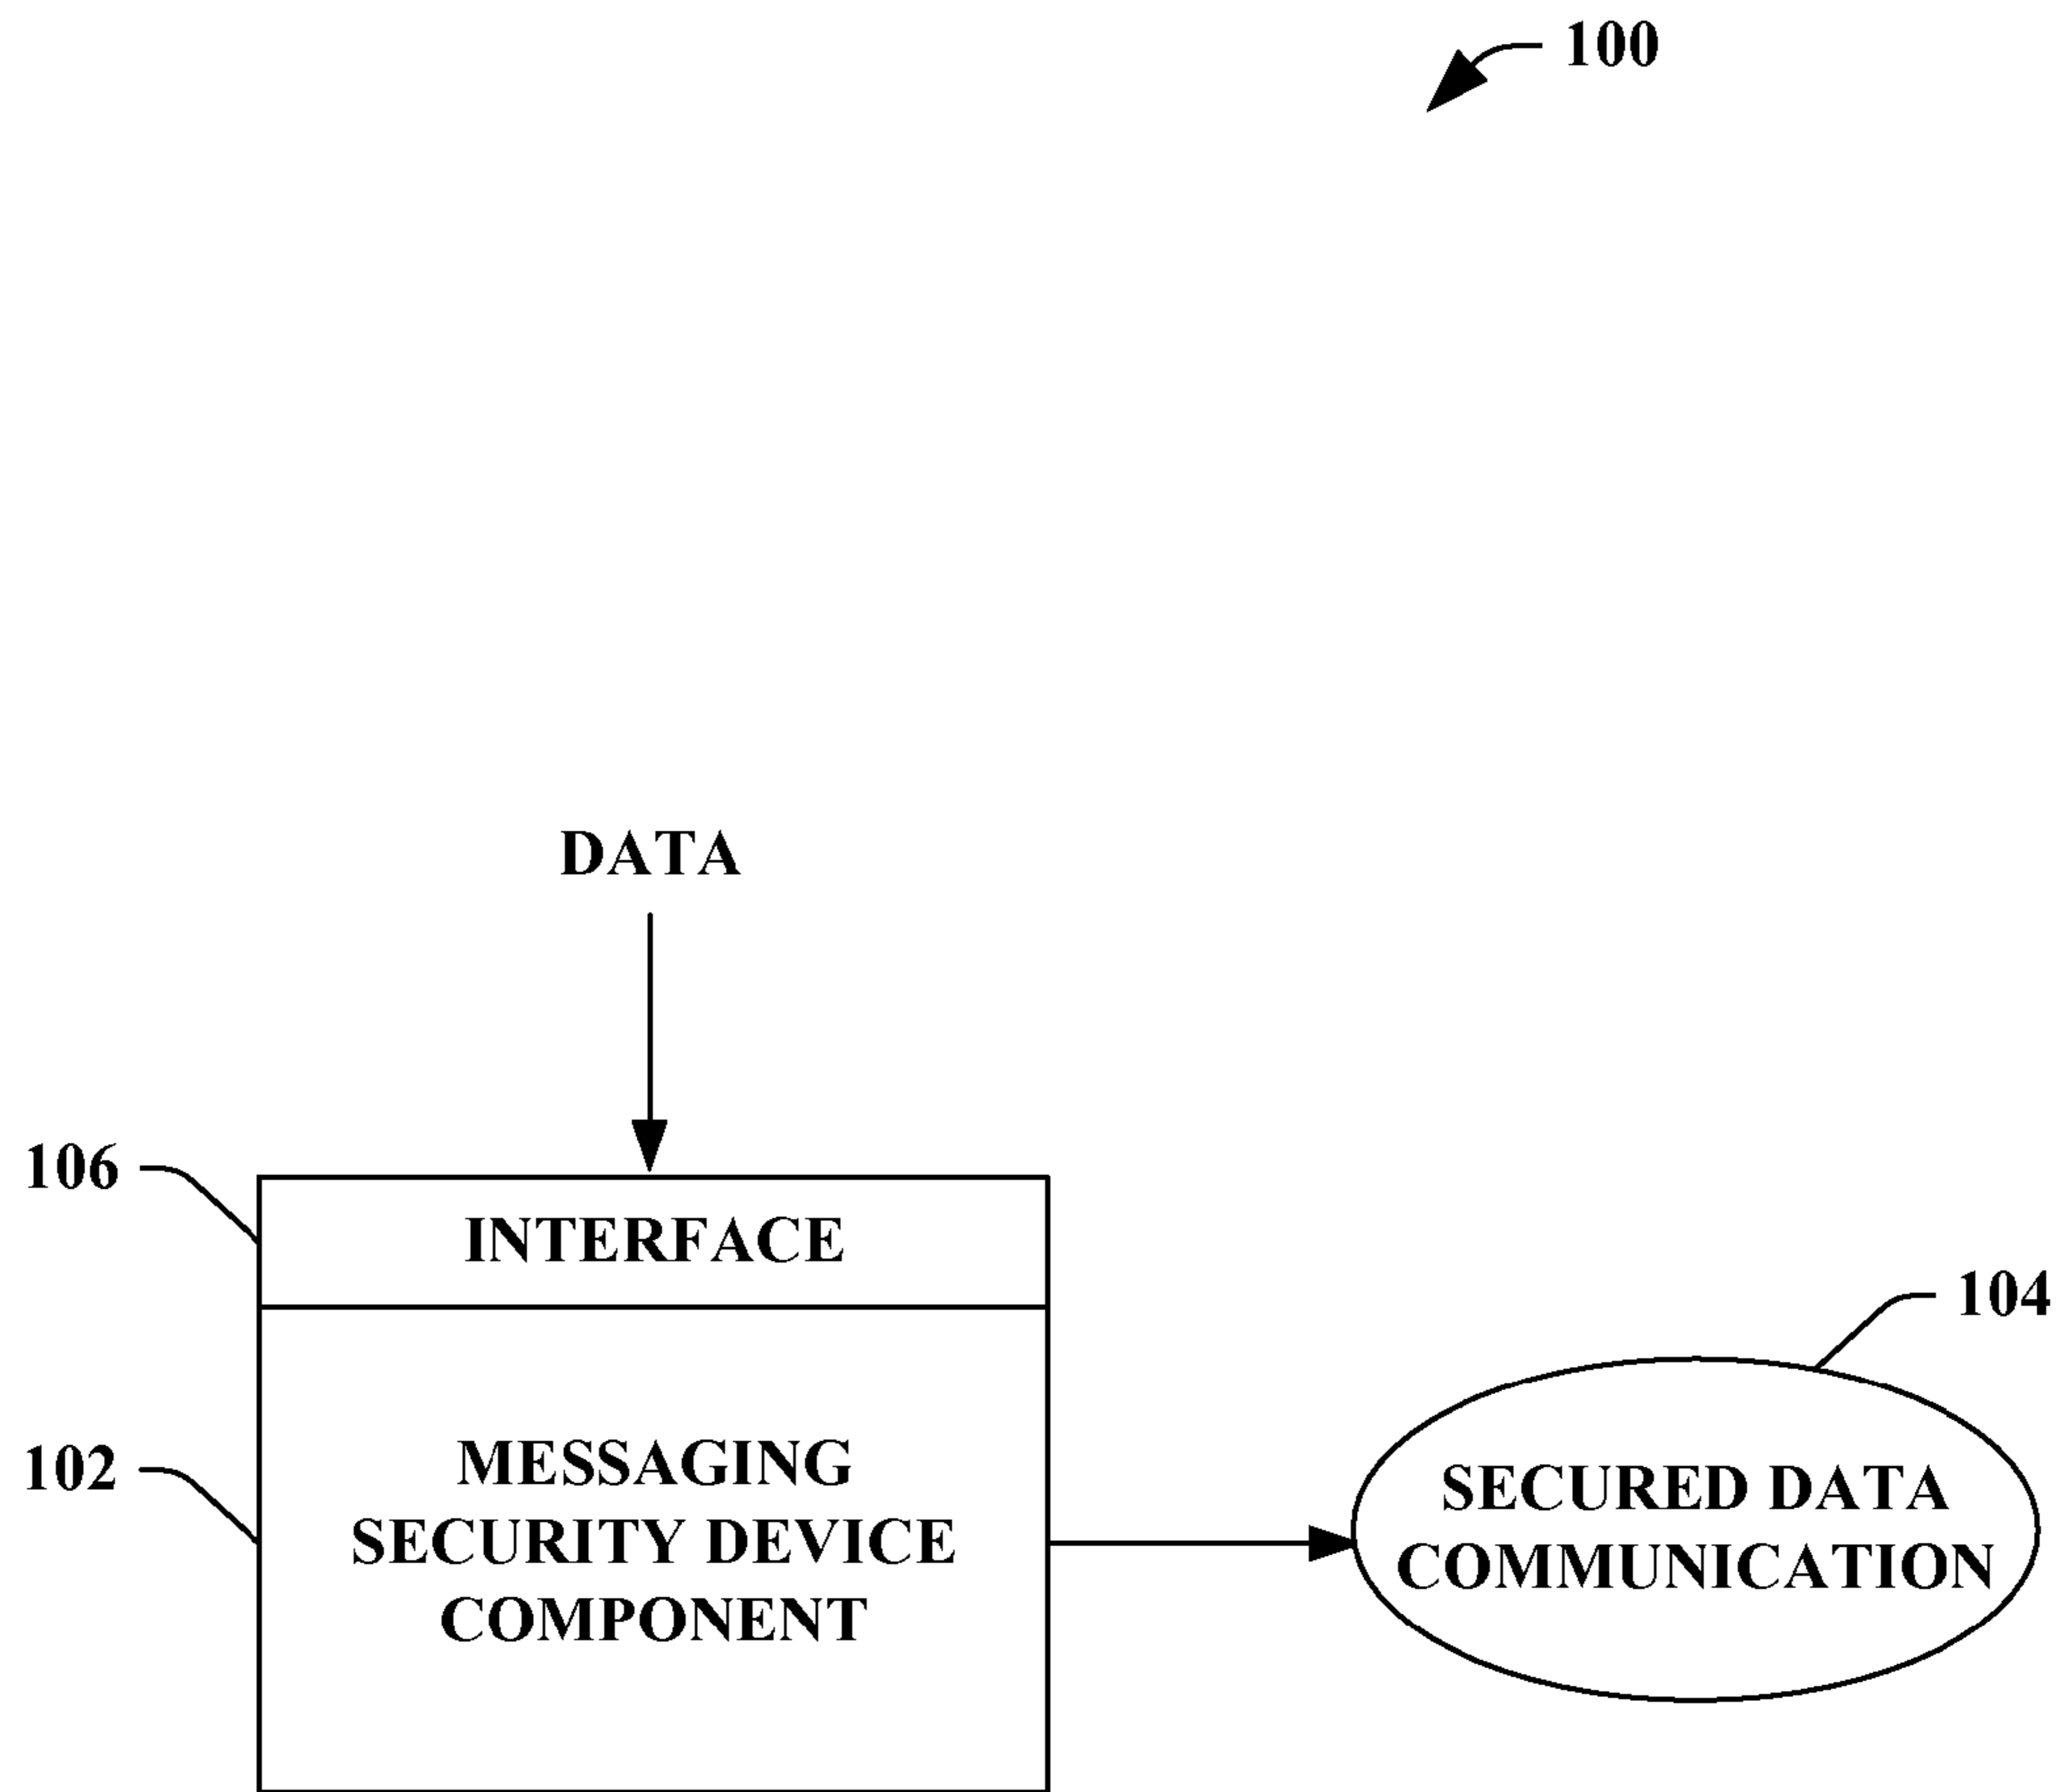 100
DATA
106
INTERFACE
104
102
MESSAGING
SECURITY DEVICE
COMPONENT
SECURED DATA
COMMUNICATION